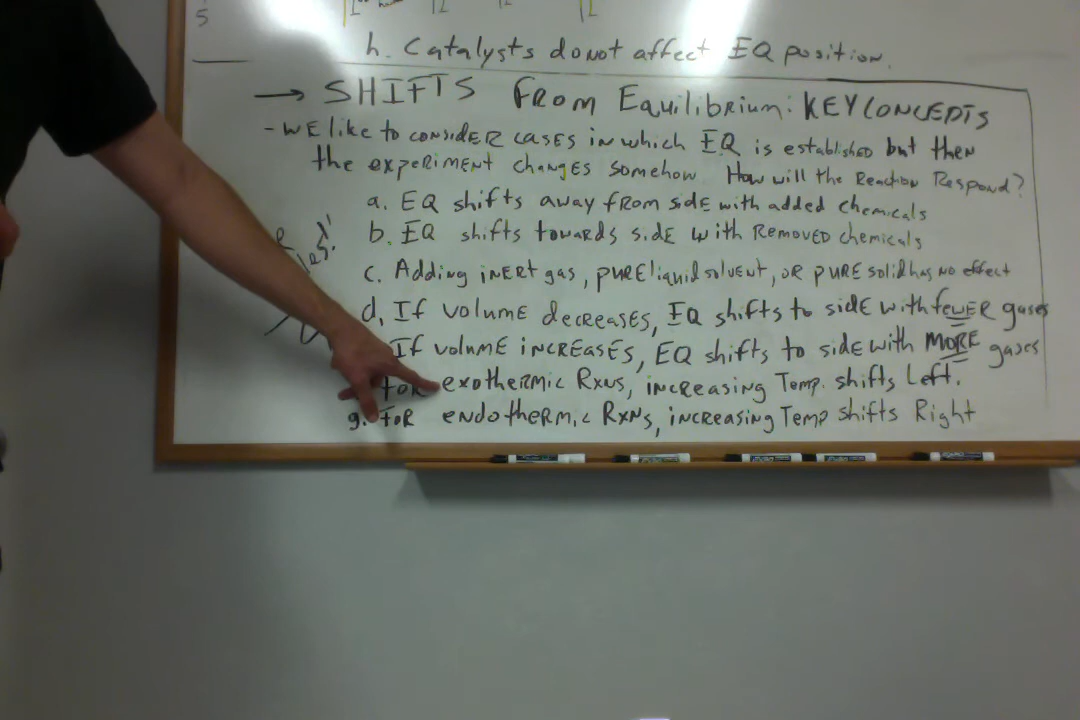 h. Catalysts do not affect EQ position.
→ SHIFTS From Equilibrium: KEY CONCEPTS
- WE like to consider cases in which EQ is established but then
the experiment changes somehow. How will the Reaction Respond?
a. EQ shifts away from side with added chemicals
b. EQ shifts towards side with Removed chemicals
c. Adding inert gas, pure liquid solvent, or pure solid has no effect
d. If volume decreases, EQ shifts to side with fewer gases
If volume increases, EQ shifts to side with MORE gases
for exothermic Rxns, increasing Temp. shifts Left.
g. For endothermic Rxns, increasing Temp shifts Right